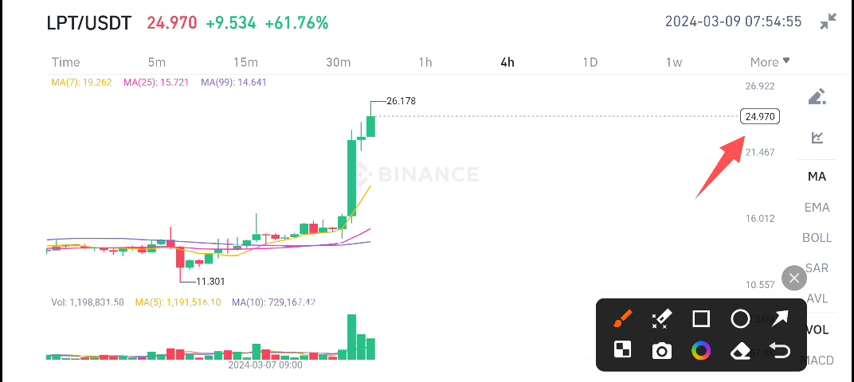 LPT/USDT 24.970 +9.534 +61.76% 2024-03-09 07:54:55
Time 5m 15m 30m 1h 4h 1D 1w More
MA(7): 19.262 MA(25): 15.721 MA(99): 14.641
26.922
26.178
24.970
21.467
BINANCE
MA
EMA
16.012
BOLL
SAR
11.301
10.557
AVL
Vol: 1,198,831.58 MA(5): 1,191,516.10 MA(10): 729,167.42
VOL
MACD
2024-03-07 09:00